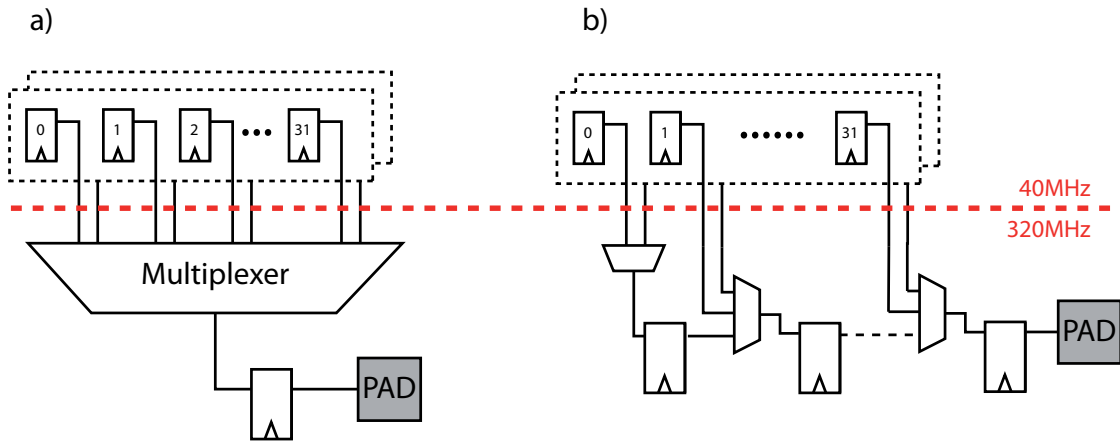 a)
0 1 2 ••• 31
Multiplexer
PAD
b)
0 1 •••••• 31
40MHz
320MHz
PAD